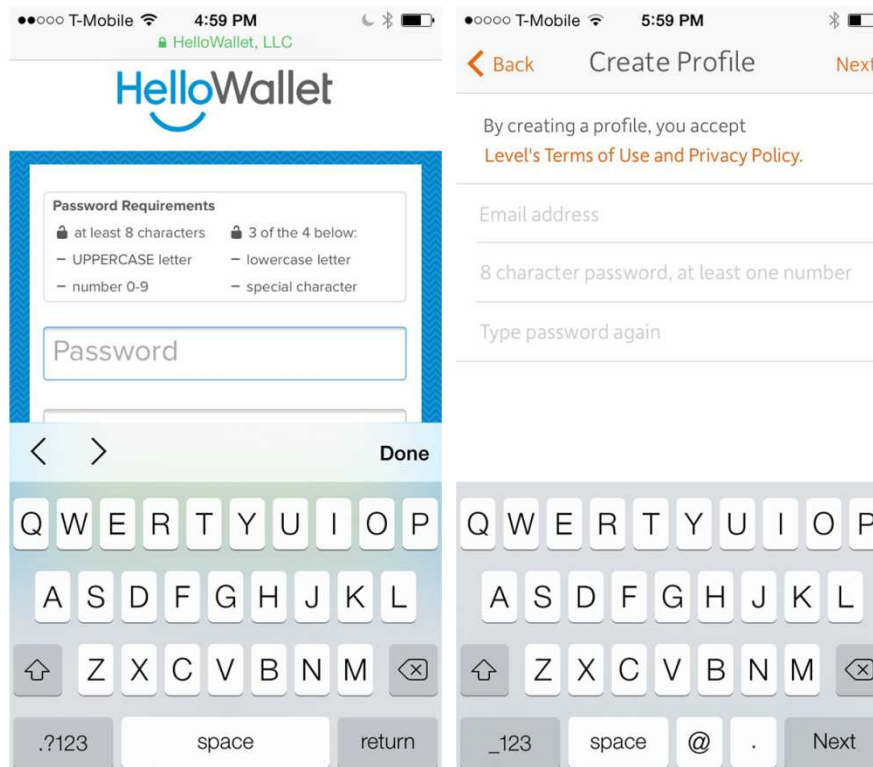 T-Mobile 4:59 PM
HelloWallet, LLC
HelloWallet
Password Requirements
at least 8 characters 3 of the 4 below:
– UPPERCASE letter – lowercase letter
– number 0-9 – special character
Password
Done
Q W E R T Y U I O P
A S D F G H J K L
Z X C V B N M
.?123 space return
T-Mobile 5:59 PM
Back Create Profile Next
By creating a profile, you accept
Level's Terms of Use and Privacy Policy.
Email address
8 character password, at least one number
Type password again
Q W E R T Y U I O P
A S D F G H J K L
Z X C V B N M
_123 space @ . Next